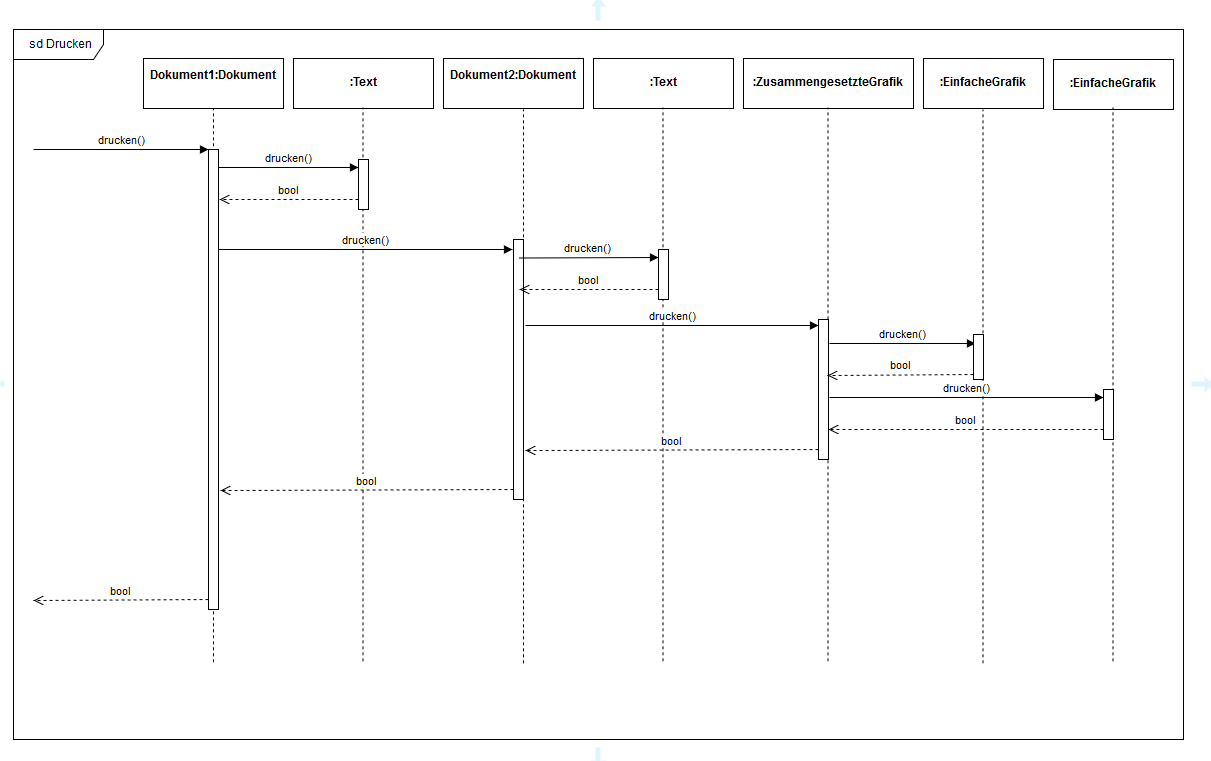 sd Drucken
Dokument1:Dokument
:Text
Dokument2:Dokument
:Text
:ZusammengesetzteGrafik
:EinfacheGrafik
:EinfacheGrafik
drucken()
drucken()
bool
drucken()
drucken()
bool
drucken()
drucken()
bool
drucken()
bool
bool
bool
bool